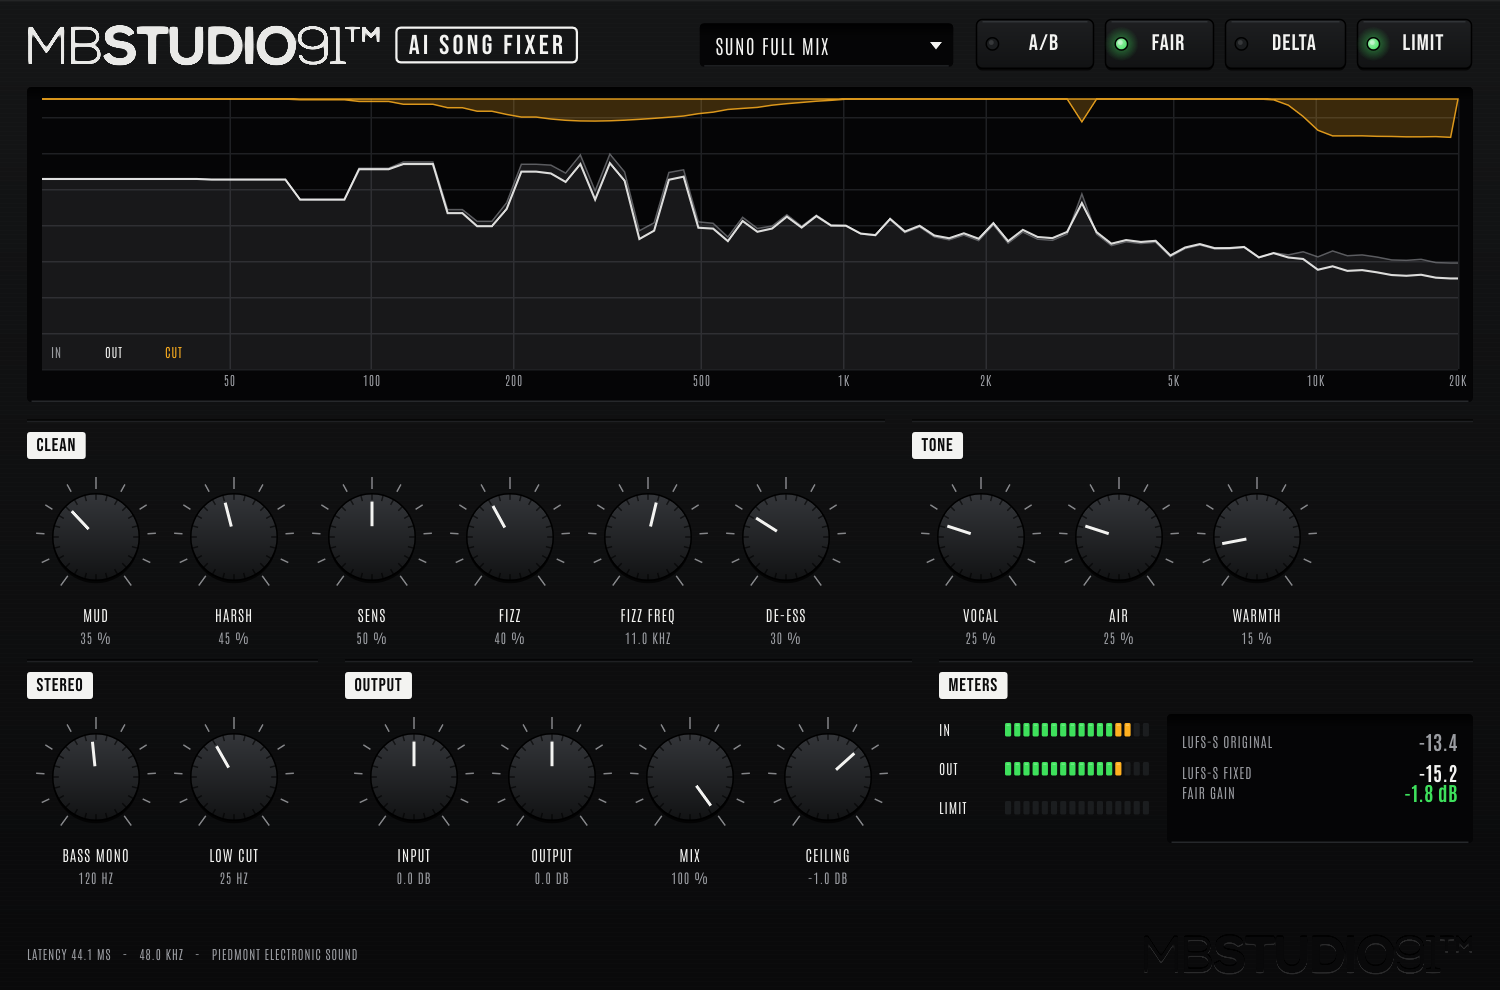 MBSTUDIO91™ AI SONG FIXER SUNO FULL MIX A/B FAIR DELTA LIMIT
IN OUT CUT
50 100 200 500 1K 2K 5K 10K 20K
CLEAN TONE
MUD HARSH SENS FIZZ FIZZ FREQ DE-ESS VOCAL AIR WARMTH
35 % 45 % 50 % 40 % 11.0 KHZ 30 % 25 % 25 % 15 %
STEREO OUTPUT METERS
IN
LUFS-S ORIGINAL -13.4
OUT
LUFS-S FIXED -15.2
FAIR GAIN -1.8 dB
LIMIT
BASS MONO LOW CUT INPUT OUTPUT MIX CEILING
120 HZ 25 HZ 0.0 DB 0.0 DB 100 % -1.0 DB
LATENCY 44.1 MS - 48.0 KHZ - PIEDMONT ELECTRONIC SOUND
MBSTUDIO91™